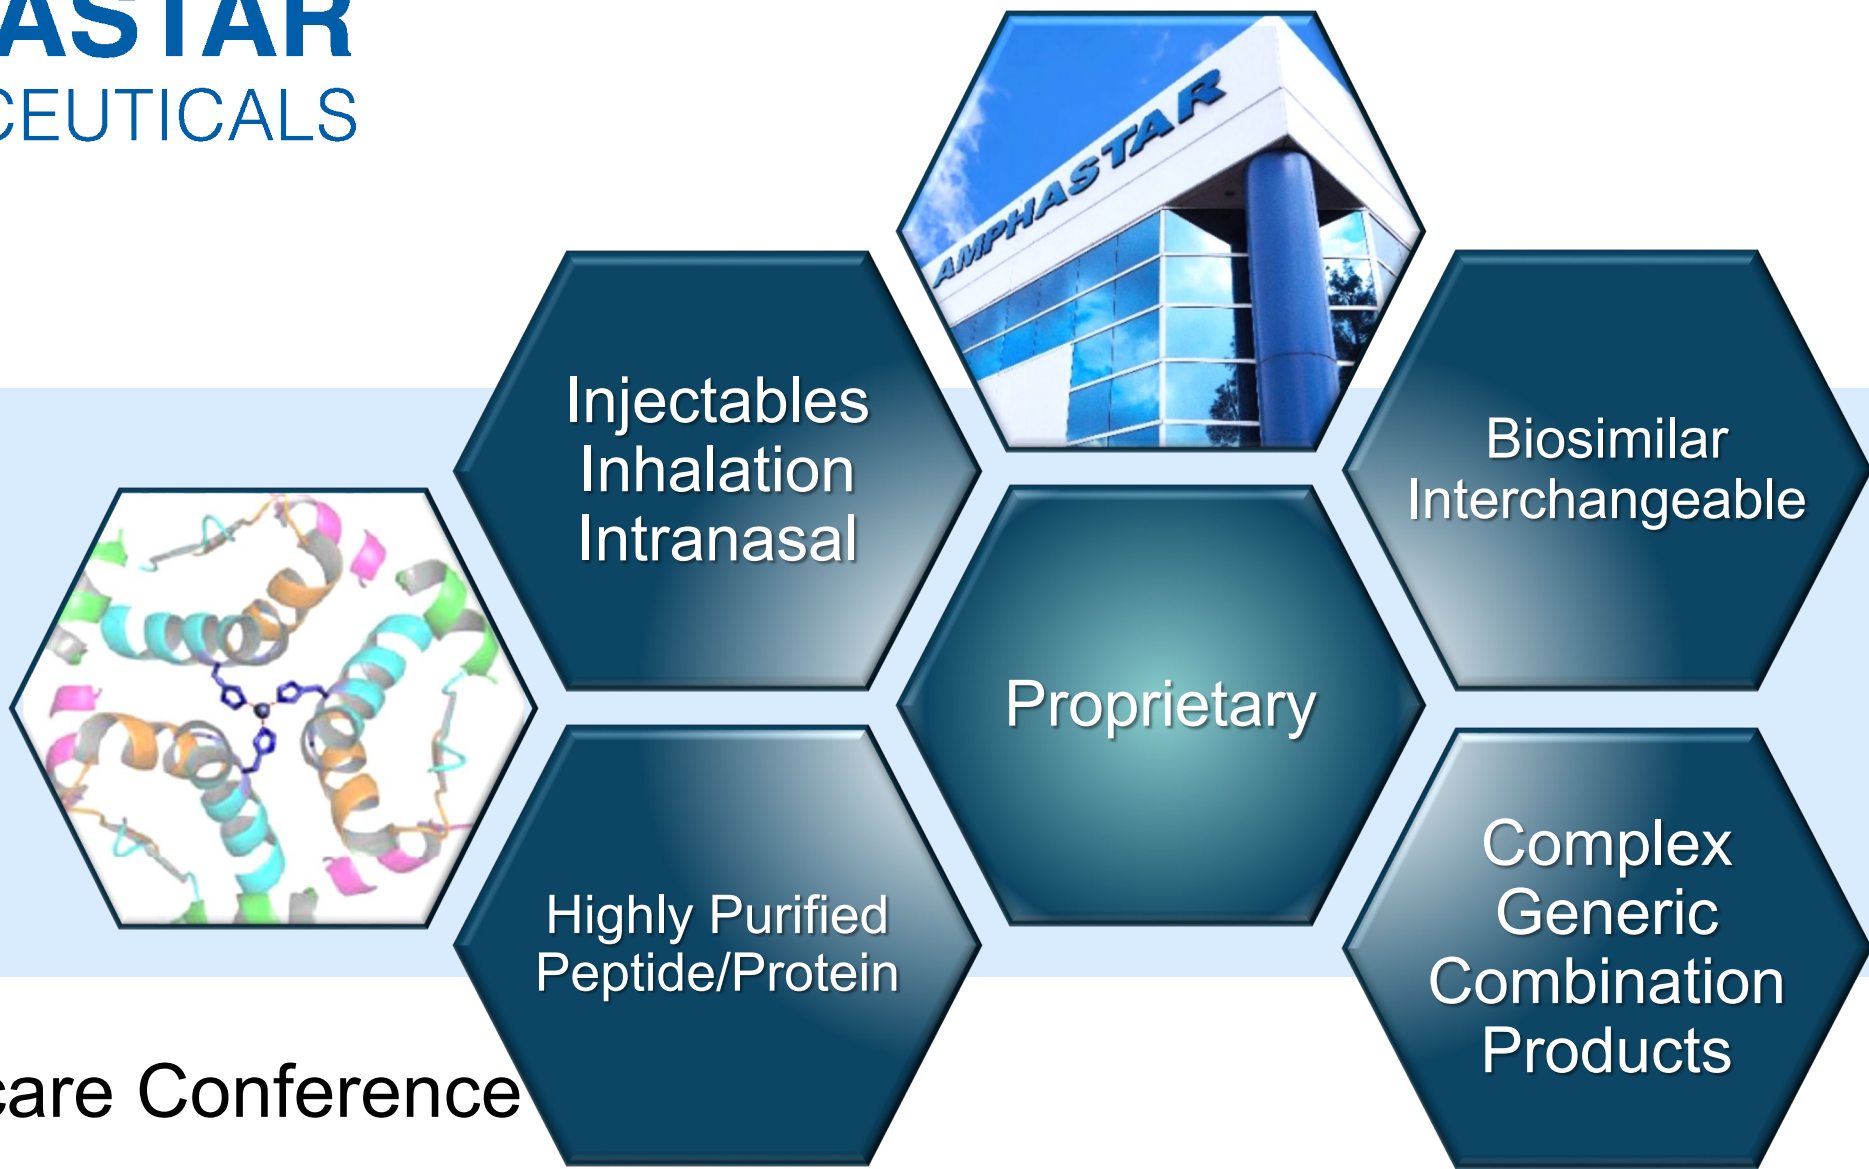 ASTAR
CEUTICALS
AMPHASTAR
Injectables
Inhalation
Intranasal
Biosimilar
Interchangeable
Proprietary
Highly Purified
Peptide/Protein
Complex
Generic
Combination
Products
care Conference